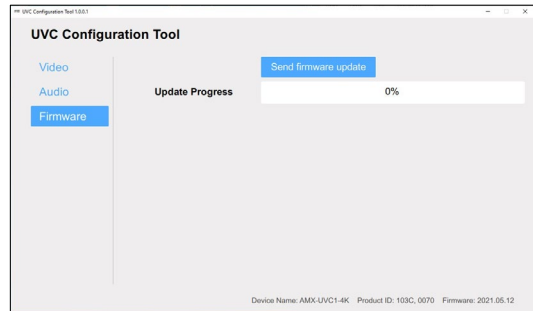 UVC Configuration Tool 1.0.0.1
UVC Configuration Tool
Video
Audio
Firmware
Send firmware update
Update Progress 0%
Device Name: AMX-UVC1-4K Product ID: 103C, 0070 Firmware: 2021.05.12